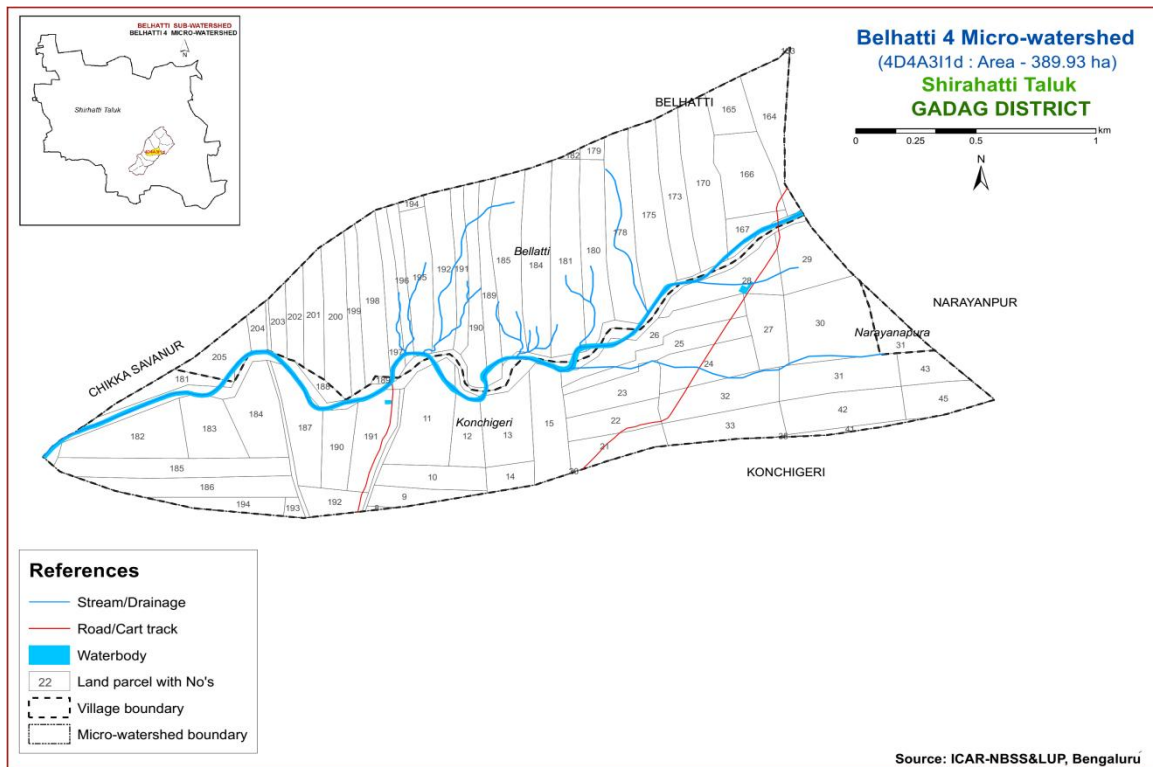 BELHATTI SUB-WATERSHED
BELHATTI 4 MICRO-WATERSHED
N
Shirhatti Taluk
Belhatti 4 Micro-watershed
(4D4A3I1d : Area - 389.93 ha)
Shirahatti Taluk
GADAG DISTRICT
km
0 0.25 0.5 1
N
BELHATTI
165
164
179
182
166
173
170
175
194
178
167
Bellatti
180
181
184
185
192
191
195
196
29
198
199
200
201
202
203
204
189
28
NARAYANPUR
190
30
27
Narayanapura
26
31
25
197
205
CHIKKA SAVANUR
24
43
181
31
189
188
23
32
45
184
42
11
Konchigeri
22
182
183
187
12
13
15
33
41
190
191
21
185
KONCHIGERI
10
14
186
9
194
193
192
References
Stream/Drainage
Road/Cart track
Waterbody
22 Land parcel with No's
Village boundary
Micro-watershed boundary
Source: ICAR-NBSS&LUP, Bengaluru